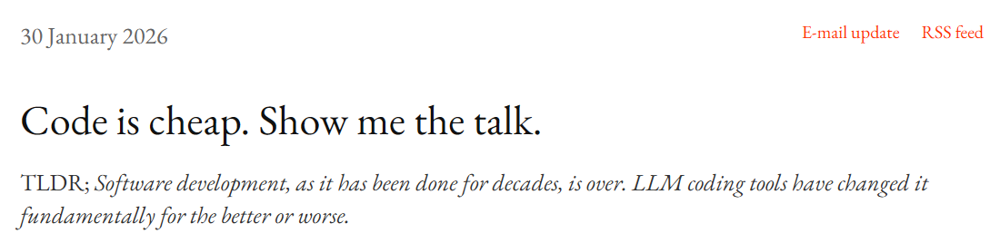 30 January 2026
E-mail update RSS feed
Code is cheap. Show me the talk.
TLDR; Software development, as it has been done for decades, is over. LLM coding tools have changed it
fundamentally for the better or worse.